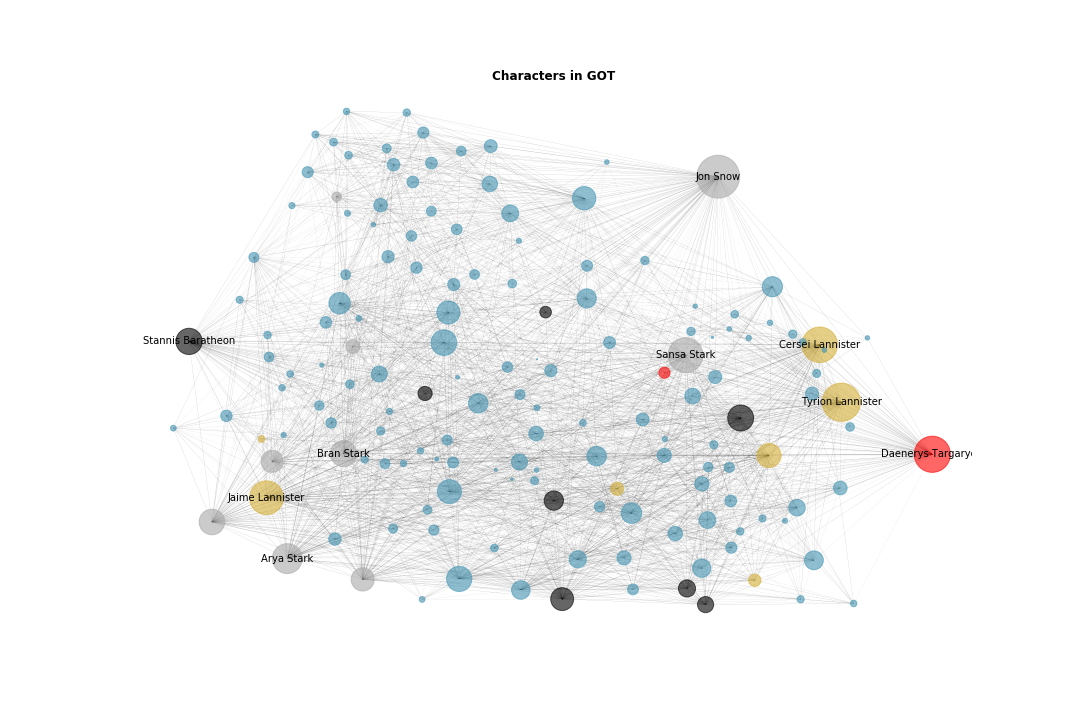 Characters in GOT
Jon Snow
Stannis Baratheon
Cersei Lannister
Sansa Stark
Tyrion Lannister
Bran Stark
Daenerys Targarye
Jaime Lannister
Arya Stark